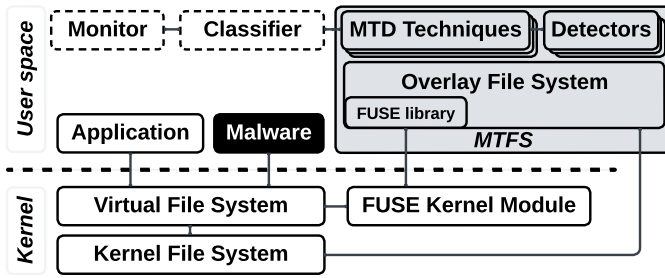 User space
Monitor
Classifier
MTD Techniques
Detectors
Overlay File System
FUSE library
MTFS
Application
Malware
Kernel
Virtual File System
FUSE Kernel Module
Kernel File System